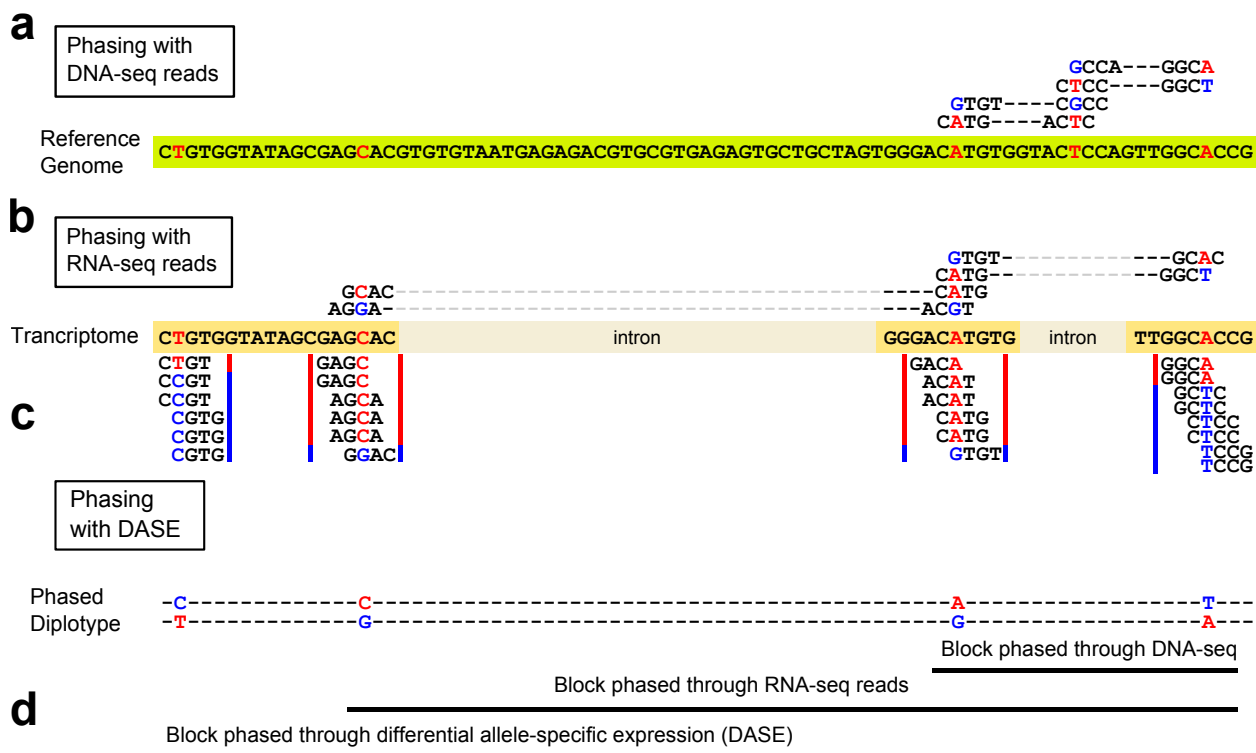 a
Phasing with
DNA-seq reads
GCCA---GGCA
CTCC----GGCT
GTGT----CGCC
CATG----ACTC
Reference
Genome
CTGTGGTATAGCGAGCACGTGTGTAATGAGAGACGTGCGTGAGAGTGCTGCTAGTGGGACATGTGGTACTCCAGTTGGCACCG
b
Phasing with
RNA-seq reads
GTGT------------GCAC
CATG-----------GGCT
GCAC------------------------------------------CATG
AGGA------------------------------------------ACGT
Trancriptome
CTGTGGTATAGCGAGCAC intron GGGACATGTG intron TTGGCACCG
CTGT GAGC GACA GGCA
CCGT GAGC ACAT GGCA
CCGT AGCA ACAT GCTC
CGTG AGCA CATG GCTC
CGTG AGCA CATG CTCC
CGTG GGAC GTGT CTCC
TCCG
TCCG
c
Phasing
with DASE
Phased
Diplotype
-C------------C------------------------------------------A-----------------T---
-T------------G------------------------------------------G-----------------A---
Block phased through DNA-seq
Block phased through RNA-seq reads
d
Block phased through differential allele-specific expression (DASE)